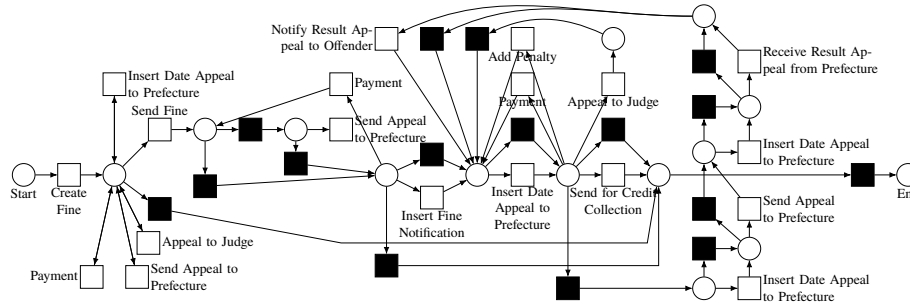 Notify Result Ap-
peal to Offender
Add Penalty
Receive Result Ap-
peal from Prefecture
Insert Date Appeal
to Prefecture
Send Fine
Payment
Payment
Appeal to Judge
Send Appeal
to Prefecture
Insert Date Appeal
to Prefecture
Start
Create
Fine
Insert Fine
Notification
Insert Date
Appeal to
Prefecture
Send for Credit
Collection
En
Send Appeal
to Prefecture
Appeal to Judge
Payment
Send Appeal to
Prefecture
Insert Date Appeal
to Prefecture